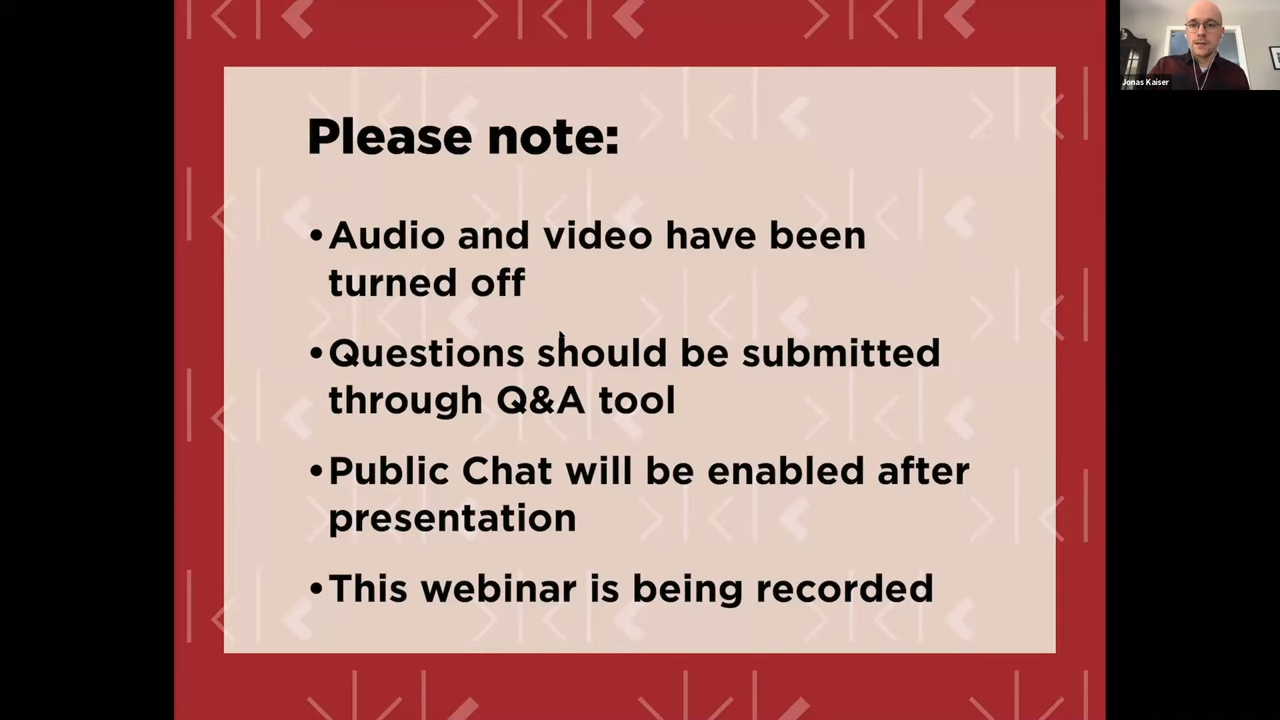 Jonas Kaiser
Please note:
•Audio and video have been
turned off
•Questions should be submitted
through Q&A tool
•Public Chat will be enabled after
presentation
•This webinar is being recorded